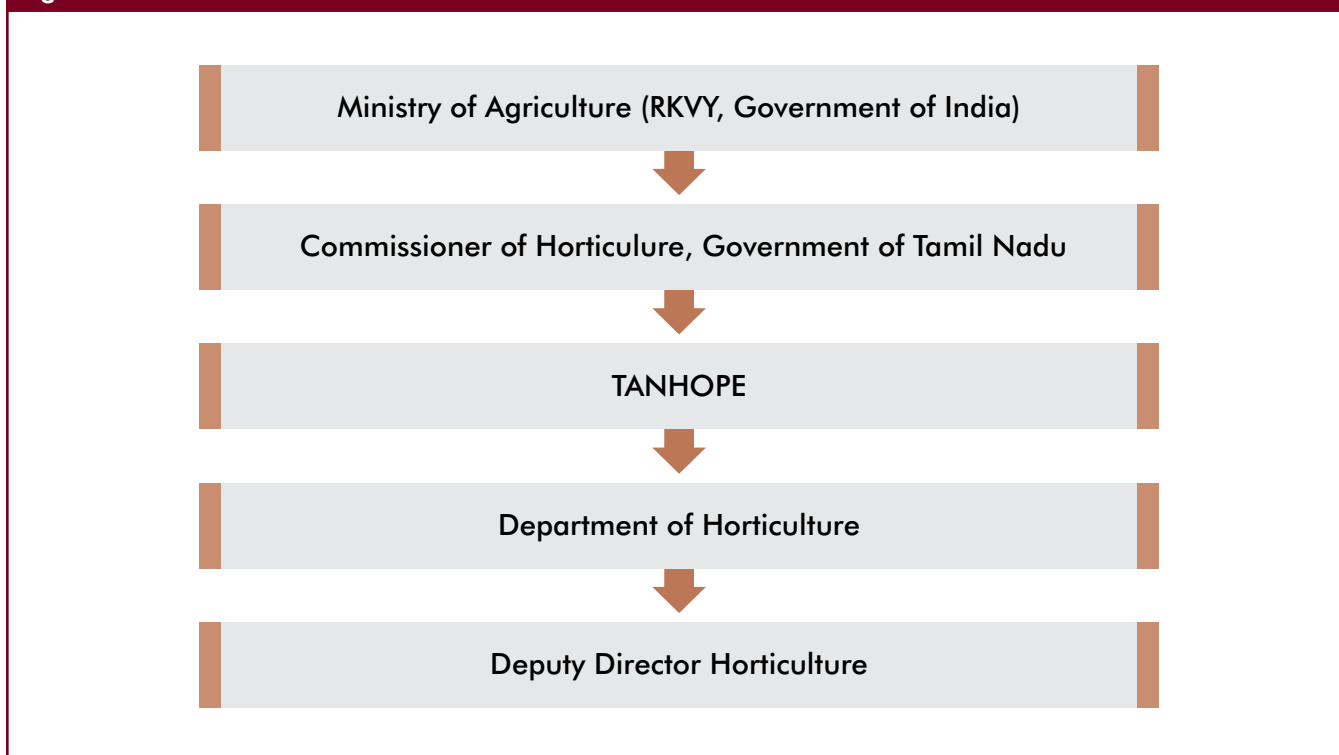 Ministry of Agriculture (RKVY, Government of India)
Commissioner of Horticulure, Government of Tamil Nadu
TANHOPE
Department of Horticulture
Deputy Director Horticulture